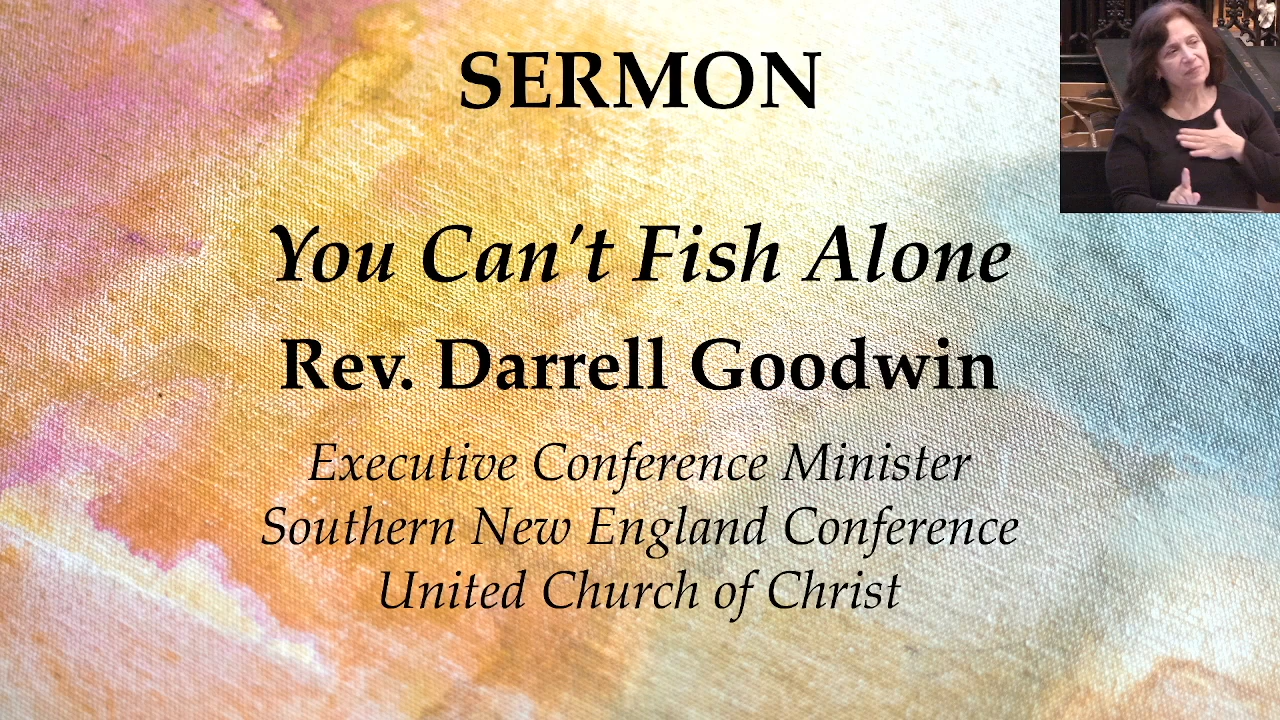 SERMON
You Can't Fish Alone
Rev. Darrell Goodwin
Executive Conference Minister
Southern New England Conference
United Church of Christ